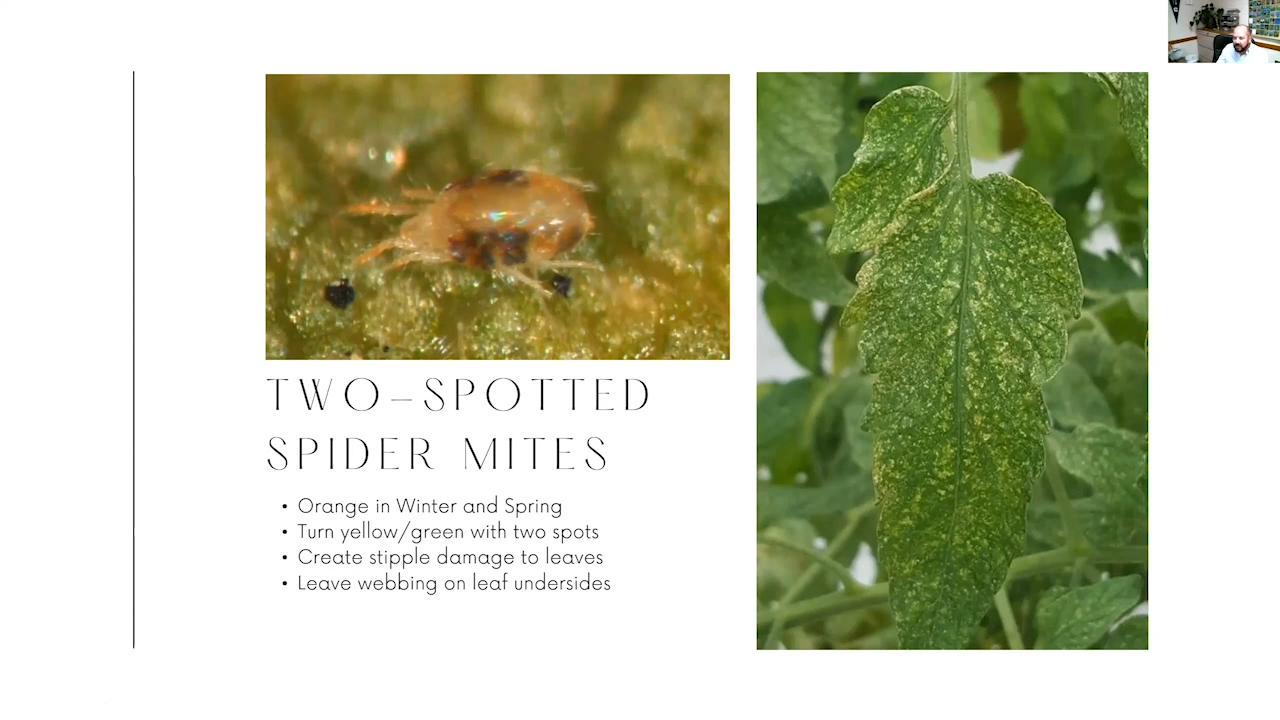 TWO-SPOTTED
SPIDER MITES
• Orange in Winter and Spring
• Turn yellow/green with two spots
• Create stipple damage to leaves
• Leave webbing on leaf undersides